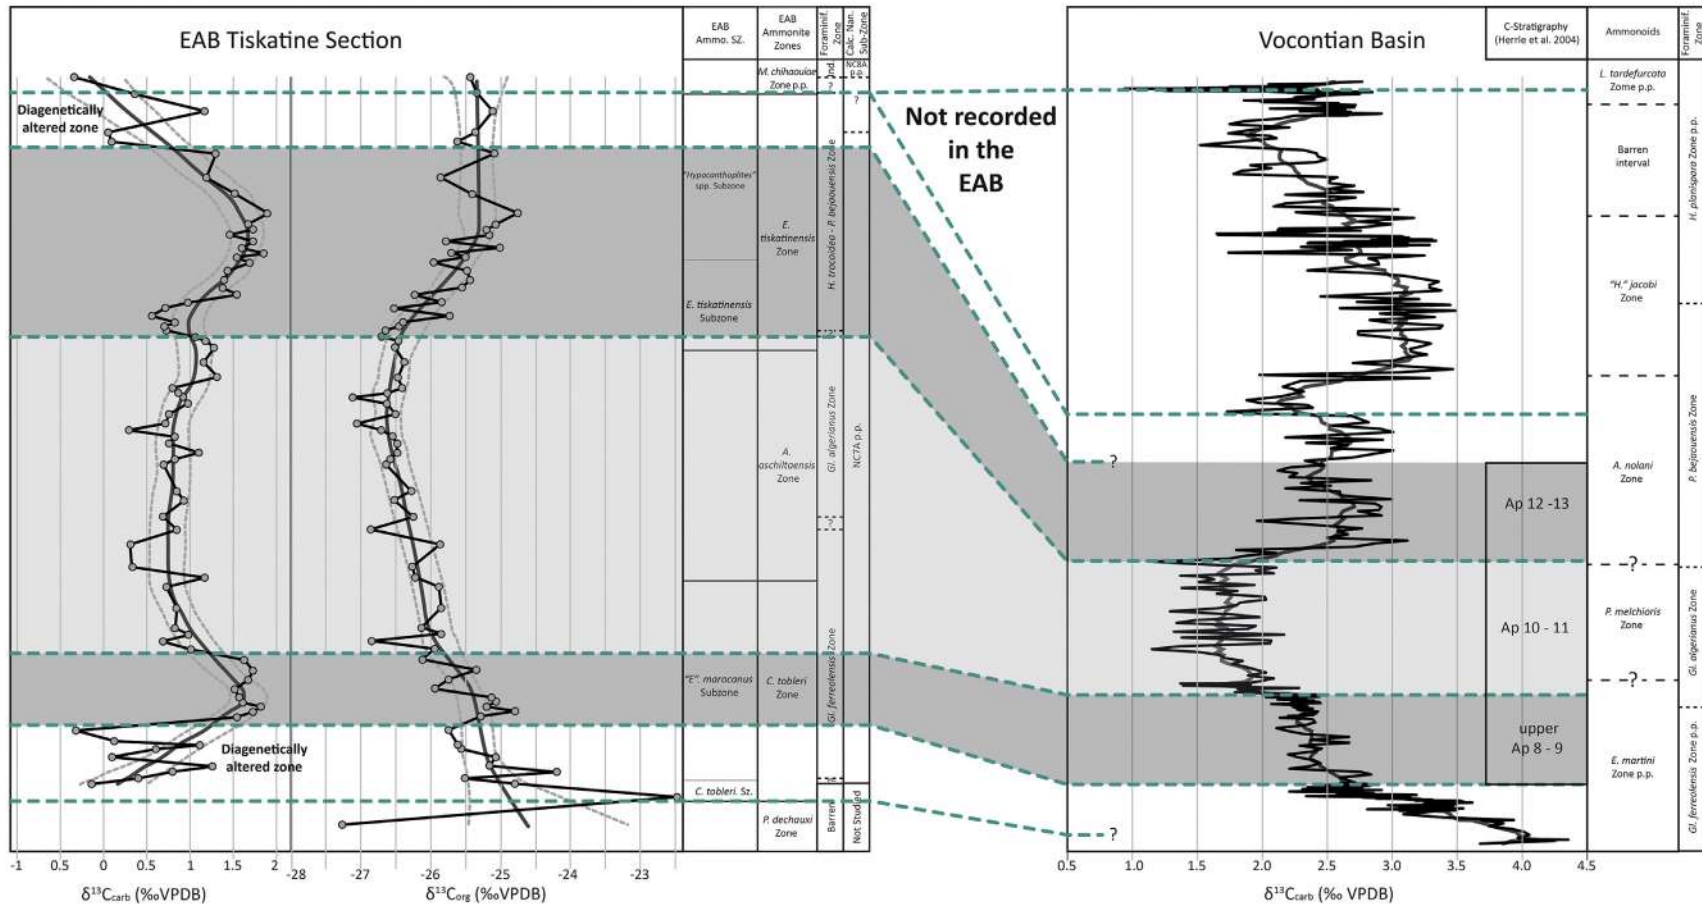 EAB Tiskatine Section
EAB
Ammo. SZ.
EAB
Ammonite
Zones
Foraminif.
Zone
Calc. Nan.
Sub-Zone
Vocontian Basin
C-Stratigraphy
(Herrle et al. 2004)
Ammonoids
Foraminif.
Zone
M. chihaouiae
Zone p.p.
Ind.
?
NC8A
p.p.
?
L. tardefurcata
Zome p.p.
Diagenetically
altered zone
Not recorded
in the
EAB
Barren
interval
H. planispara Zone p.p.
"Hypacanthoplites"
spp. Subzone
E.
tiskatinensis
Zone
H. trocoidea - P. bejaouensis Zone
E. tiskatinensis
Subzone
?
"H." jacobi
Zone
A.
aschiltaensis
Zone
Gl. algerianus Zone
?
NC7A p.p.
?
A. nolani
Zone
P. bejaouensis Zone
Ap 12 -13
?
P. melchioris
Zone
Ap 10 - 11
?
Gl. algerianus Zone
"E". marocanus
Subzone
C. tobleri
Zone
Gl. ferreolensis Zone
upper
Ap 8 - 9
E. martini
Zone p.p.
Gl. ferreolensis Zone p.p.
Diagenetically
altered zone
?
C. tobleri. Sz.
P. dechauxi
Zone
Barren
Not Studied
?
-1 0 0.5 1 1.5 2
-28 -27 -26 -25 -24 -23
0.5 1.0 1.5 2.0 2.5 3.0 3.5 4.0 4.5
δ¹³Ccarb (‰VPDB)
δ¹³Corg (‰VPDB)
δ¹³Ccarb (‰ VPDB)